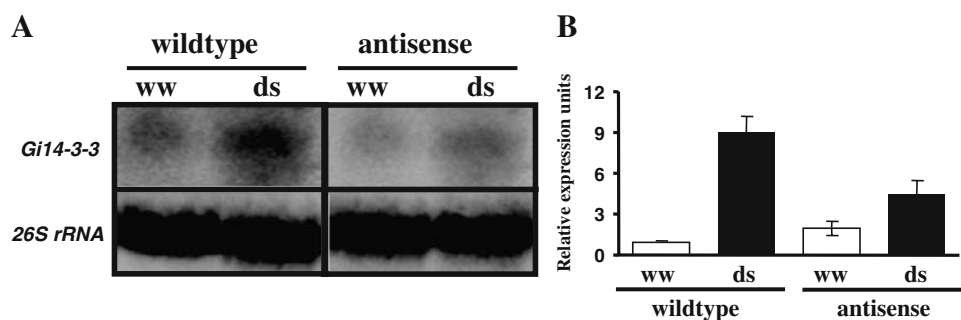 A
wildtype
antisense
ww
ds
ww
ds
Gi14-3-3
26S rRNA
B
Relative expression units
12
9
6
3
0
ww
ds
ww
ds
wildtype
antisense